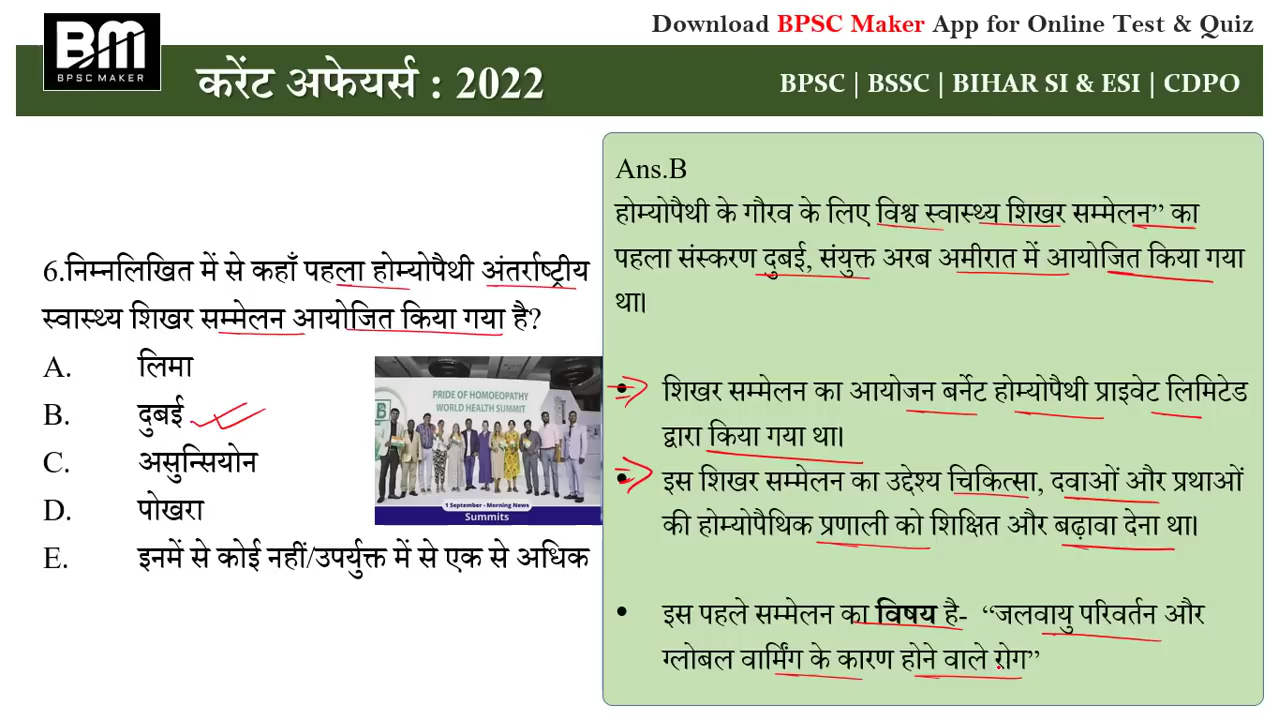 Download BPSC Maker App for Online Test & Quiz
BM
BPSC MAKER
करेंट अफेयर्स : 2022
BPSC | BSSC | BIHAR SI & ESI | CDPO
6.निम्नलिखित में से कहाँ पहला होम्योपैथी अंतर्राष्ट्रीय
स्वास्थ्य शिखर सम्मेलन आयोजित किया गया है?
A. लिमा
B. दुबई
C. असुन्सियोन
D. पोखरा
E. इनमें से कोई नहीं/उपर्युक्त में से एक से अधिक
PRIDE OF HOMOEOPATHY
WORLD HEALTH SUMMIT
1 September - Morning News
Summits
Ans.B
होम्योपैथी के गौरव के लिए विश्व स्वास्थ्य शिखर सम्मेलन” का
पहला संस्करण दुबई, संयुक्त अरब अमीरात में आयोजित किया गया
था।
• शिखर सम्मेलन का आयोजन बर्नेट होम्योपैथी प्राइवेट लिमिटेड
द्वारा किया गया था।
• इस शिखर सम्मेलन का उद्देश्य चिकित्सा, दवाओं और प्रथाओं
की होम्योपैथिक प्रणाली को शिक्षित और बढ़ावा देना था।
• इस पहले सम्मेलन का विषय है- “जलवायु परिवर्तन और
ग्लोबल वार्मिंग के कारण होने वाले रोग”